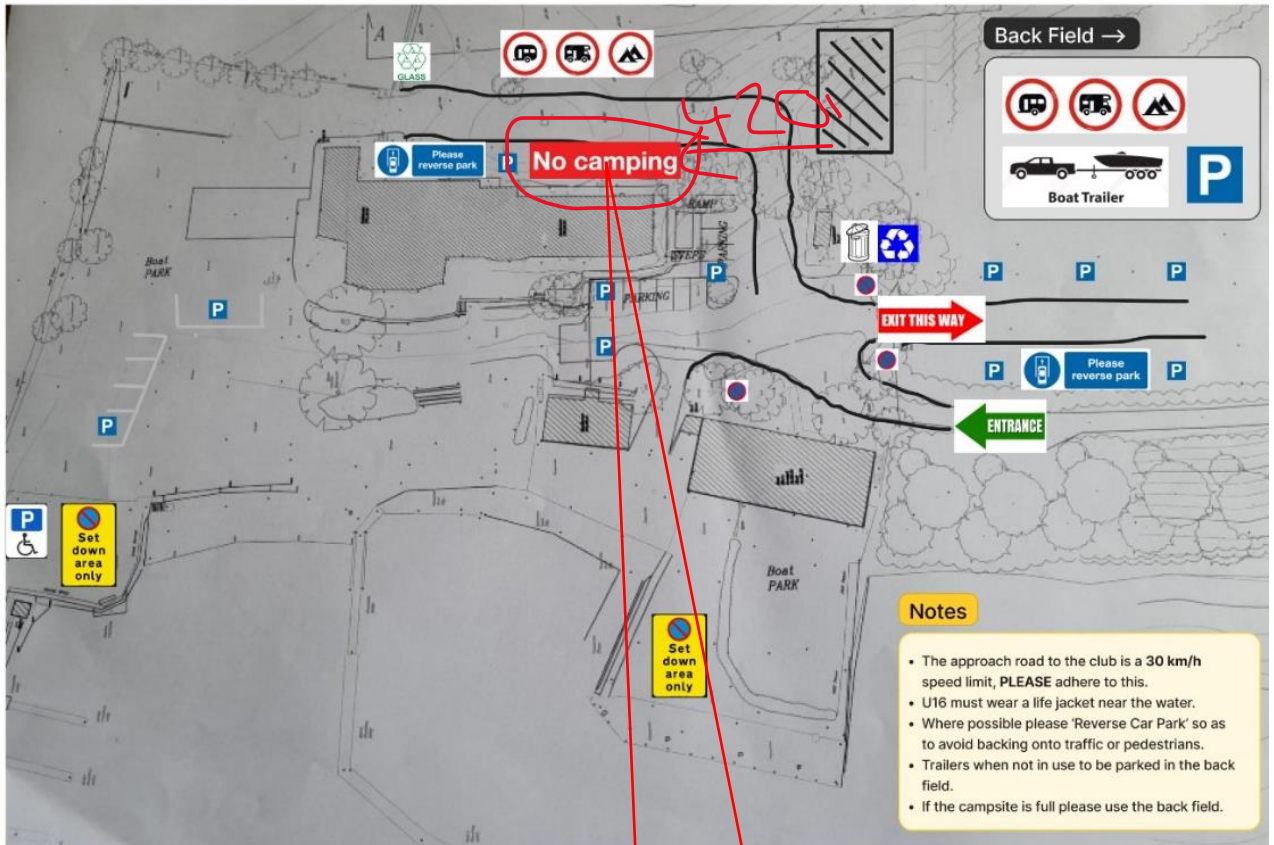 A
GLASS
420
Back Field →
Please
reverse park
P
No camping
Boat Trailer
P
RAMP
STEPS
PARKING
Boat
PARK
P
P
P
PARKING
P
P
P
P
P
EXIT THIS WAY
P
P
Please
reverse park
P
ENTRANCE
P
Set
down
area
only
Boat
PARK
Set
down
area
only
Notes
• The approach road to the club is a 30 km/h
speed limit, PLEASE adhere to this.
• U16 must wear a life jacket near the water.
• Where possible please 'Reverse Car Park' so as
to avoid backing onto traffic or pedestrians.
• Trailers when not in use to be parked in the back
field.
• If the campsite is full please use the back field.